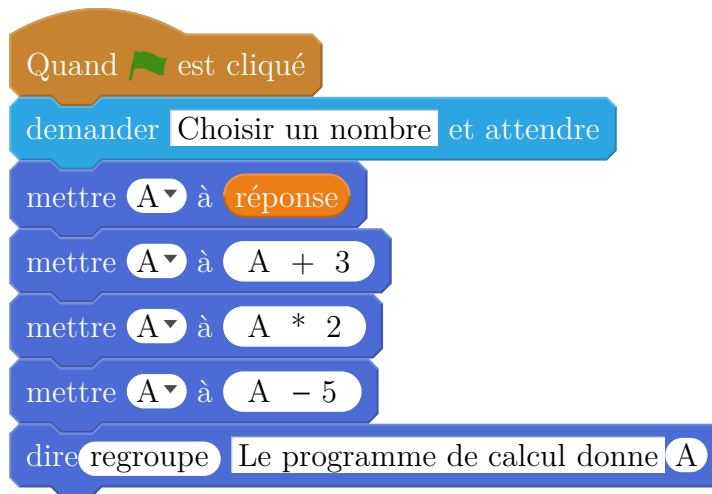 Quand est cliqué
demander Choisir un nombre et attendre
mettre A à réponse
mettre A à A + 3
mettre A à A * 2
mettre A à A − 5
dire regroupe Le programme de calcul donne A